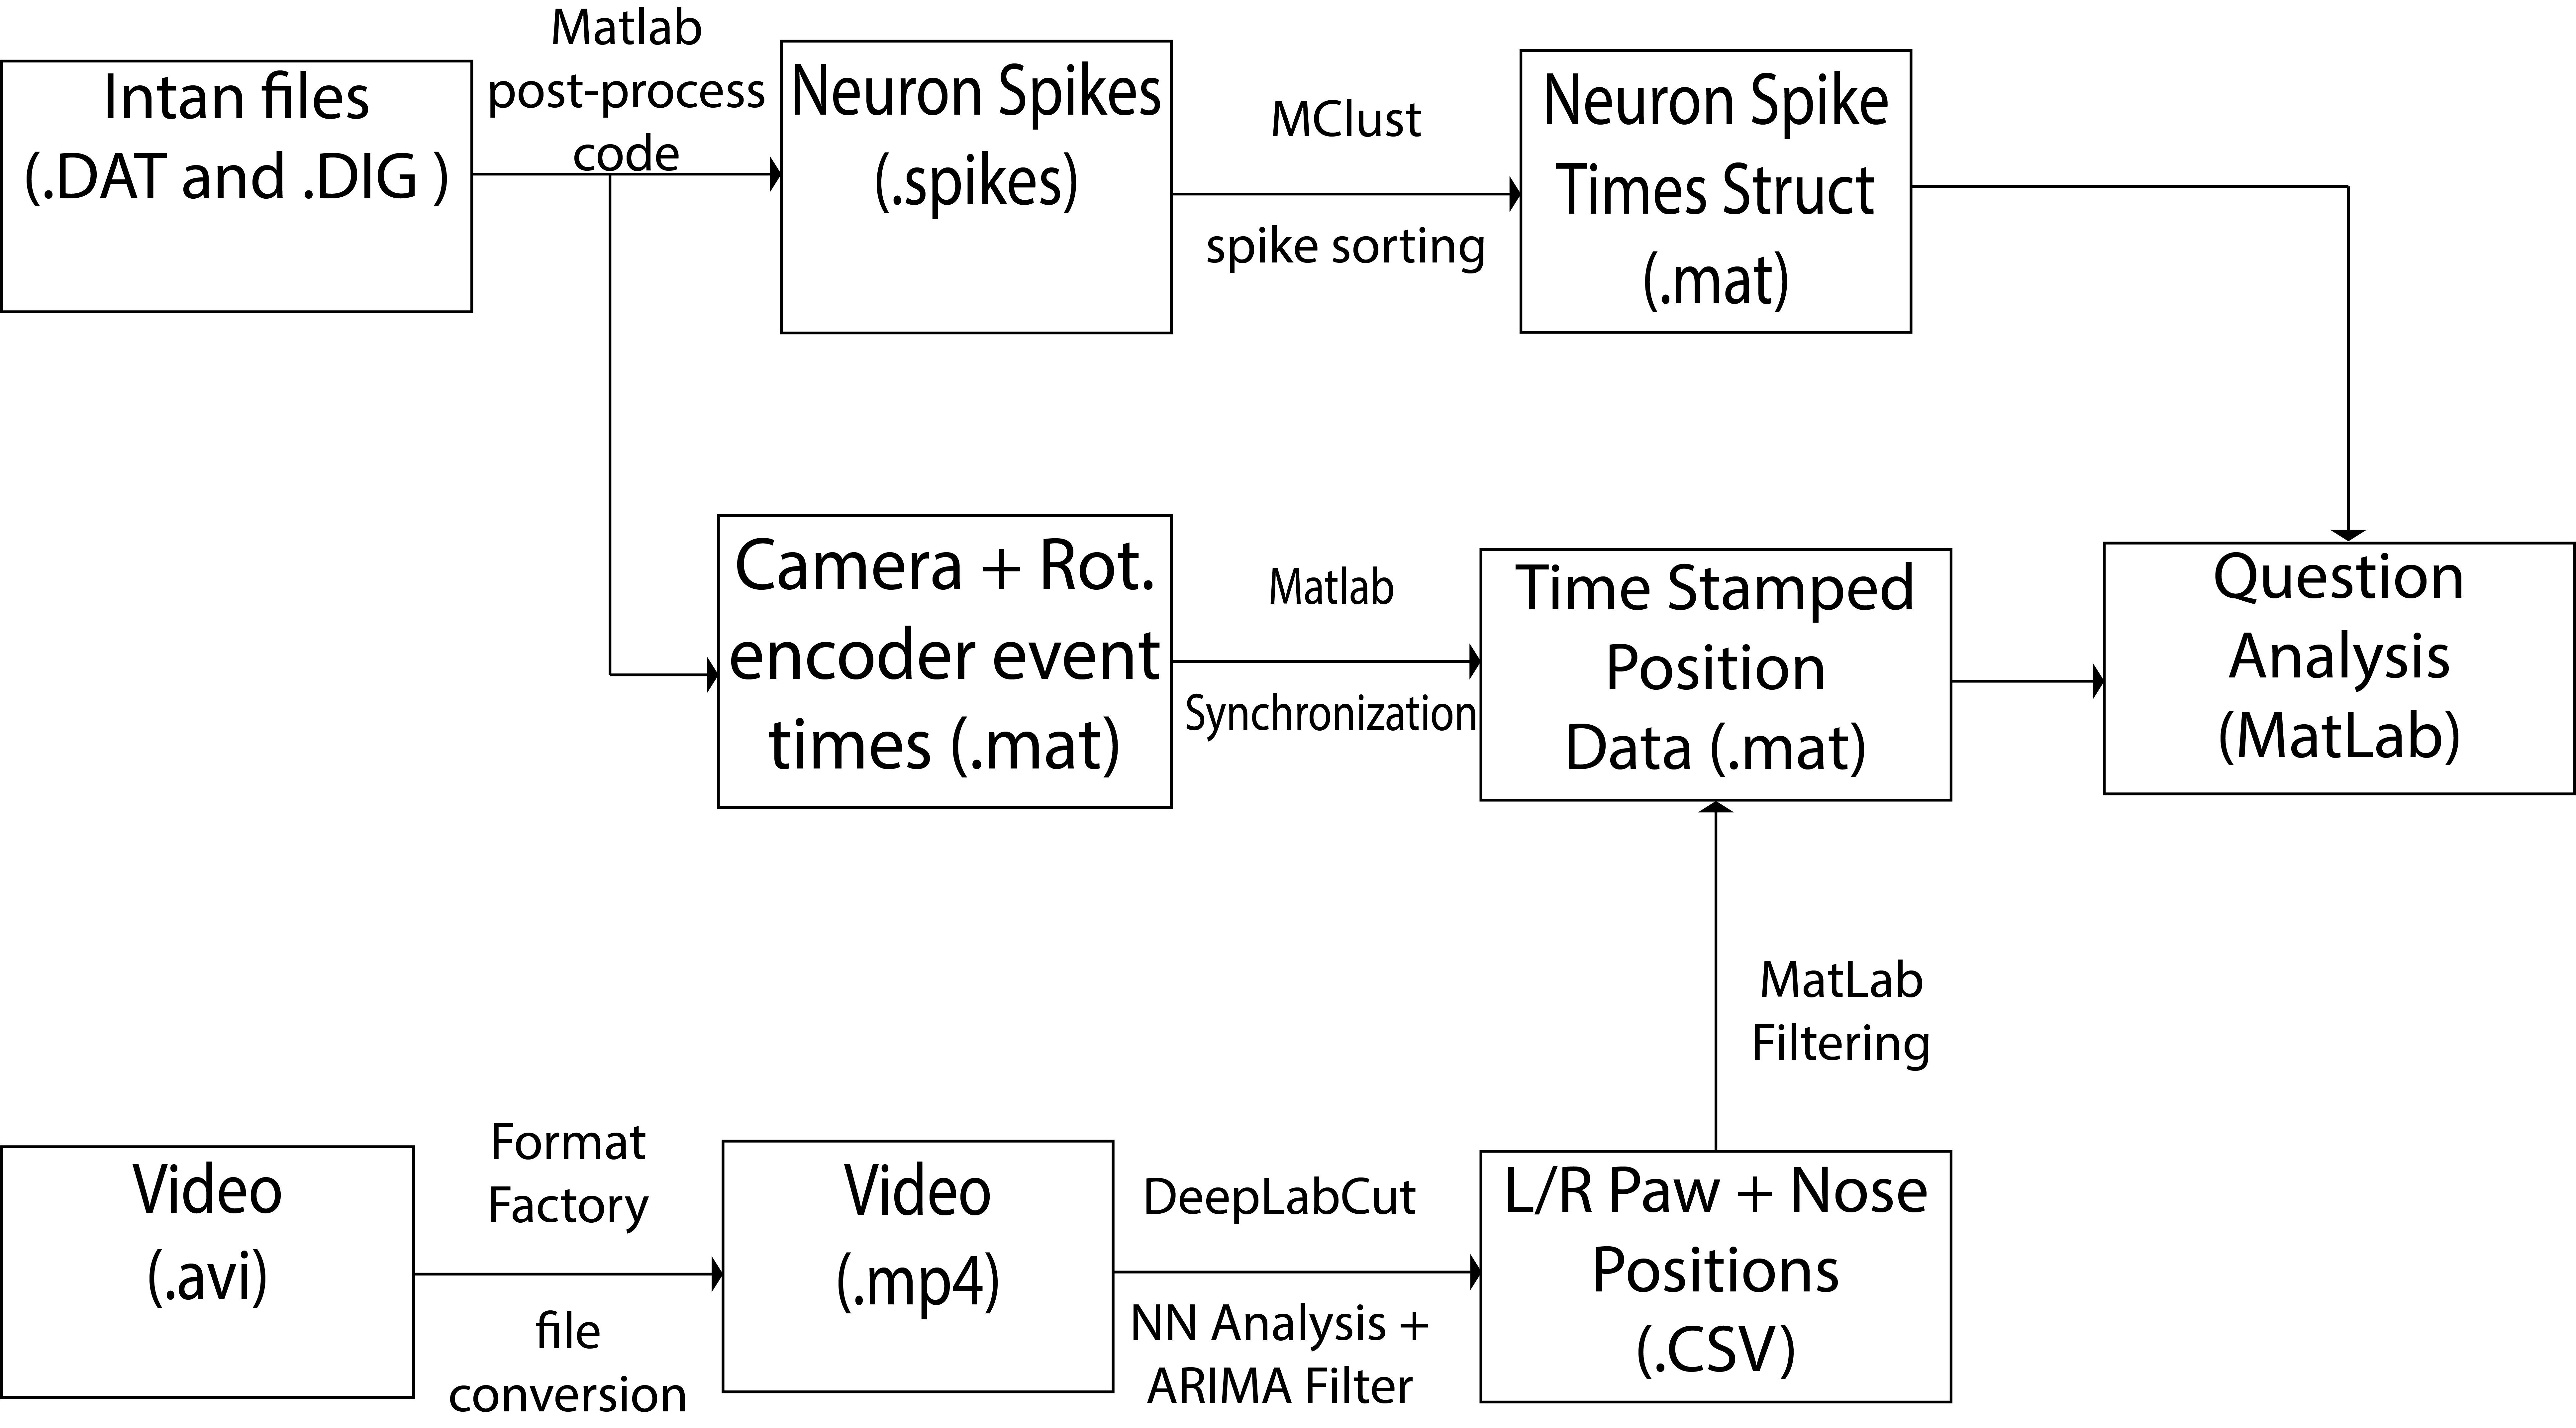 Intan files
(.DAT and .DIG )
Matlab
post-process
code
Neuron Spikes
(.spikes)
MClust
spike sorting
Neuron Spike
Times Struct
(.mat)
Camera + Rot.
encoder event
times (.mat)
Matlab
Synchronization
Time Stamped
Position
Data (.mat)
Question
Analysis
(MatLab)
MatLab
Filtering
Video
(.avi)
Format
Factory
file
conversion
Video
(.mp4)
DeepLabCut
NN Analysis +
ARIMA Filter
L/R Paw + Nose
Positions
(.CSV)